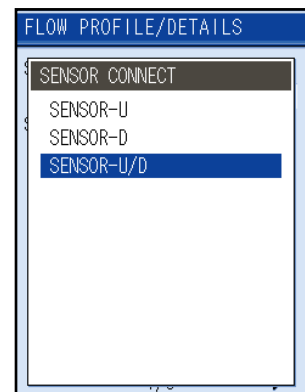 FLOW PROFILE/DETAILS
SENSOR CONNECT
SENSOR-U
SENSOR-D
SENSOR-U/D